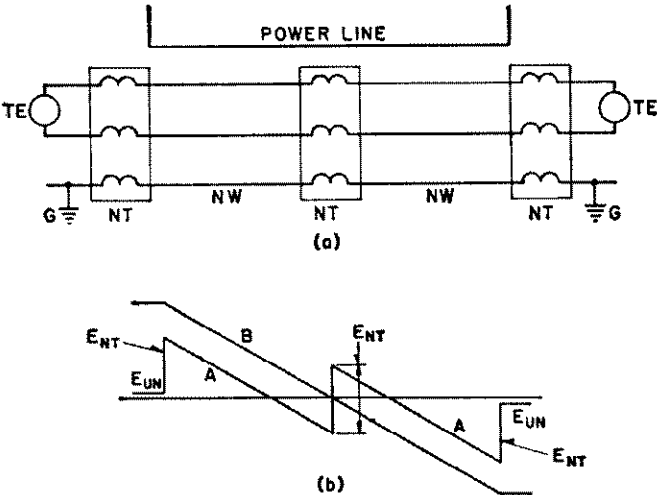 POWER LINE
TE
TE
NW
NW
G
NT
NT
NT
G
(a)
B
E_NT
E_NT
A
E_UN
A
E_UN
E_NT
(b)